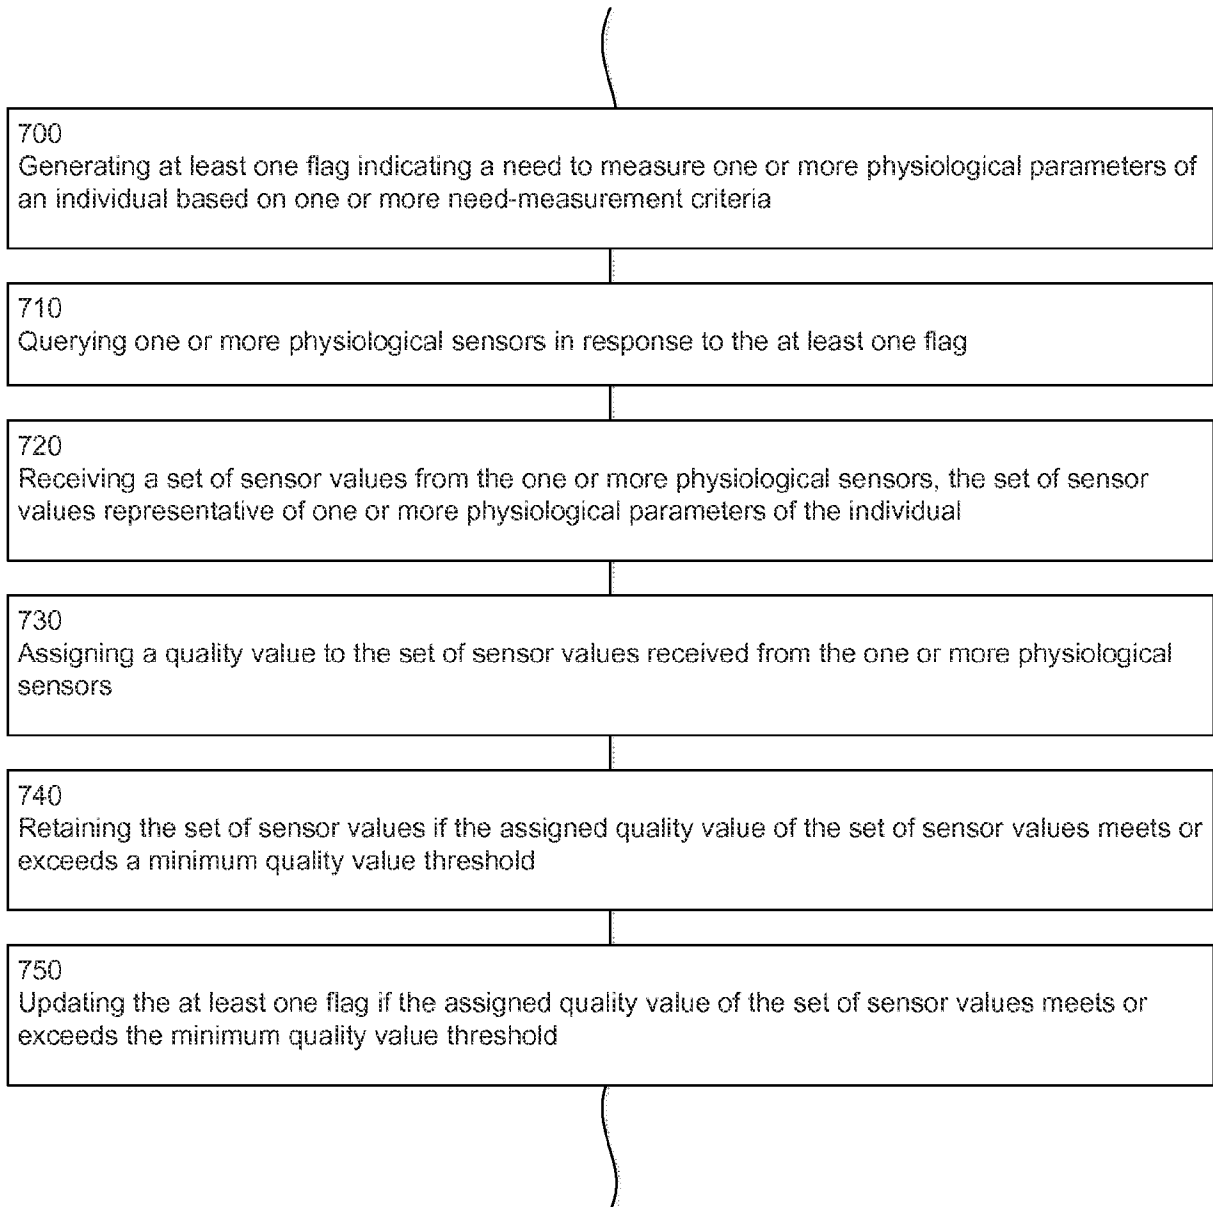 700
Generating at least one flag indicating a need to measure one or more physiological parameters of
an individual based on one or more need-measurement criteria
710
Querying one or more physiological sensors in response to the at least one flag
720
Receiving a set of sensor values from the one or more physiological sensors, the set of sensor
values representative of one or more physiological parameters of the individual
730
Assigning a quality value to the set of sensor values received from the one or more physiological
sensors
740
Retaining the set of sensor values if the assigned quality value of the set of sensor values meets or
exceeds a minimum quality value threshold
750
Updating the at least one flag if the assigned quality value of the set of sensor values meets or
exceeds the minimum quality value threshold